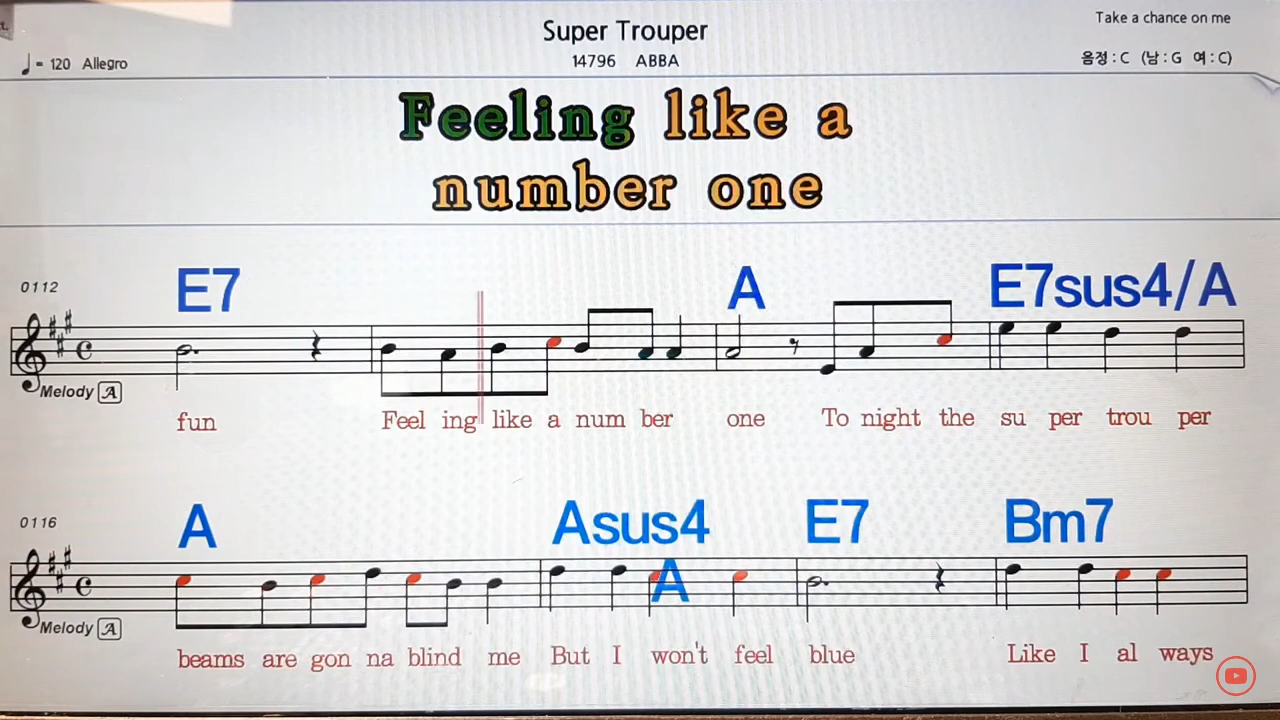 Super Trouper
Take a chance on me
♩ = 120 Allegro
14796 ABBA
음정 : C (남 : G 여 : C)
Feeling like a
number one
0112
E7 A E7sus4/A
Melody A
fun Feel ing like a num ber one To night the su per trou per
0116
A Asus4 A E7 Bm7
Melody A
beams are gon na blind me But I won't feel blue Like I al ways